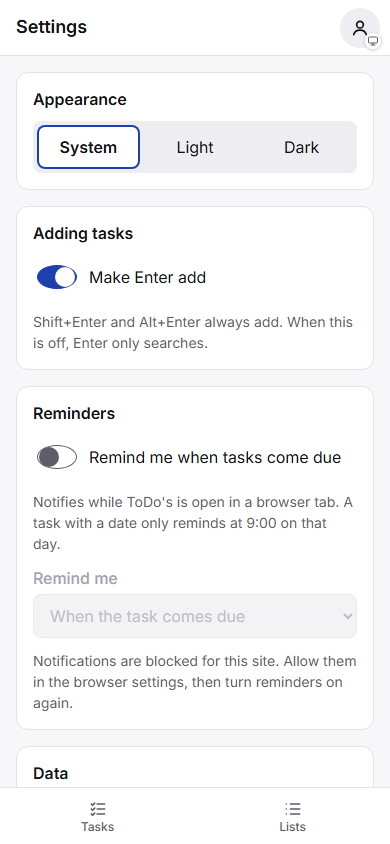 Settings
Appearance
System
Light
Dark
Adding tasks
Make Enter add
Shift+Enter and Alt+Enter always add. When this
is off, Enter only searches.
Reminders
Remind me when tasks come due
Notifies while ToDo's is open in a browser tab. A
task with a date only reminds at 9:00 on that
day.
Remind me
When the task comes due
Notifications are blocked for this site. Allow them
in the browser settings, then turn reminders on
again.
Data
Tasks
Lists